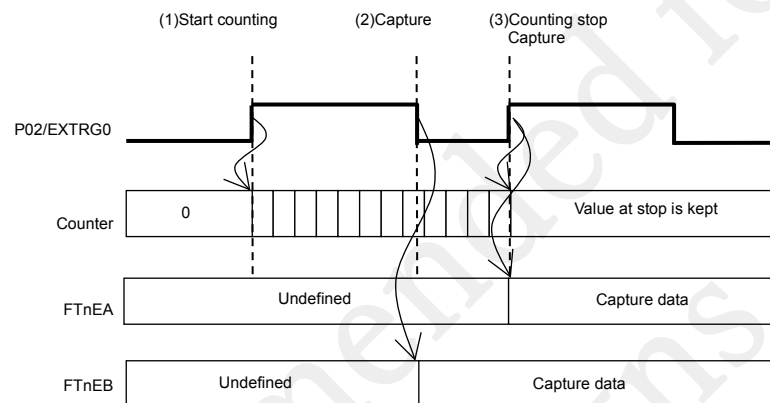 (1)Start counting (2)Capture (3)Counting stop
Capture
P02/EXTRG0
Counter 0 Value at stop is kept
FTnEA Undefined Capture data
FTnEB Undefined Capture data